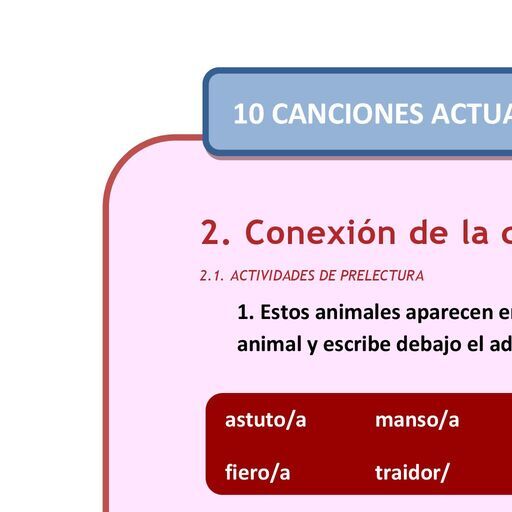 10 CANCIONES ACTUA
2. Conexión de la
2.1. ACTIVIDADES DE PRELECTURA
1. Estos animales aparecen e
animal y escribe debajo el ad
astuto/a manso/a
fiero/a traidor/